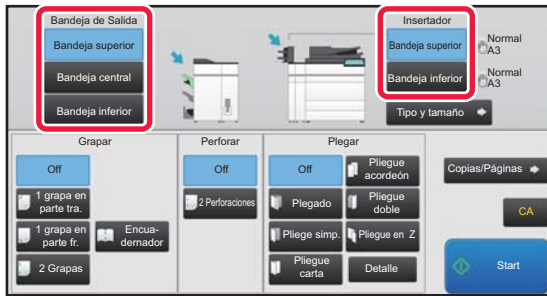 Bandeja de Salida
Insertador
Bandeja superior
Bandeja central
Bandeja inferior
Bandeja superior
Bandeja inferior
Normal
A3
Normal
A3
Tipo y tamaño
Grapar
Perforar
Plegar
Off
1 grapa en
parte tra.
1 grapa en
parte fr.
Encua-
dernador
2 Grapas
Off
2 Perforaciones
Off
Pliegue
acordeón
Plegado
Pliegue
doble
Pliege simp.
Pliegue en Z
Pliegue
carta
Detalle
Copias/Páginas
CA
Start